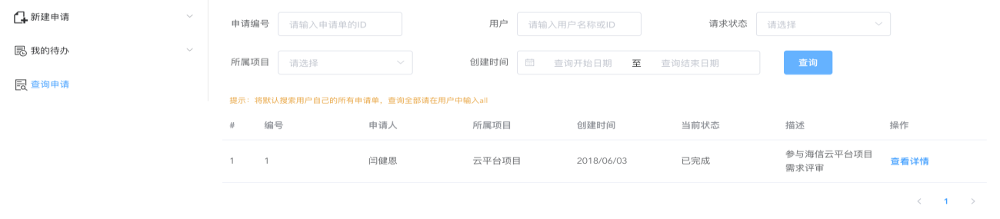 新建申请
我的待办
查询申请
申请编号 请输入申请单的ID 用户 请输入用户名称或ID 请求状态 请选择
所属项目 请选择 创建时间 查询开始日期 至 查询结束日期 查询
提示：将默认搜索用户自己的所有申请单，查询全部请在用户中输入all
# 编号 申请人 所属项目 创建时间 当前状态 描述 操作
1 1 闫健恩 云平台项目 2018/06/03 已完成 参与海信云平台项目 查看详情
需求评审
< 1 >